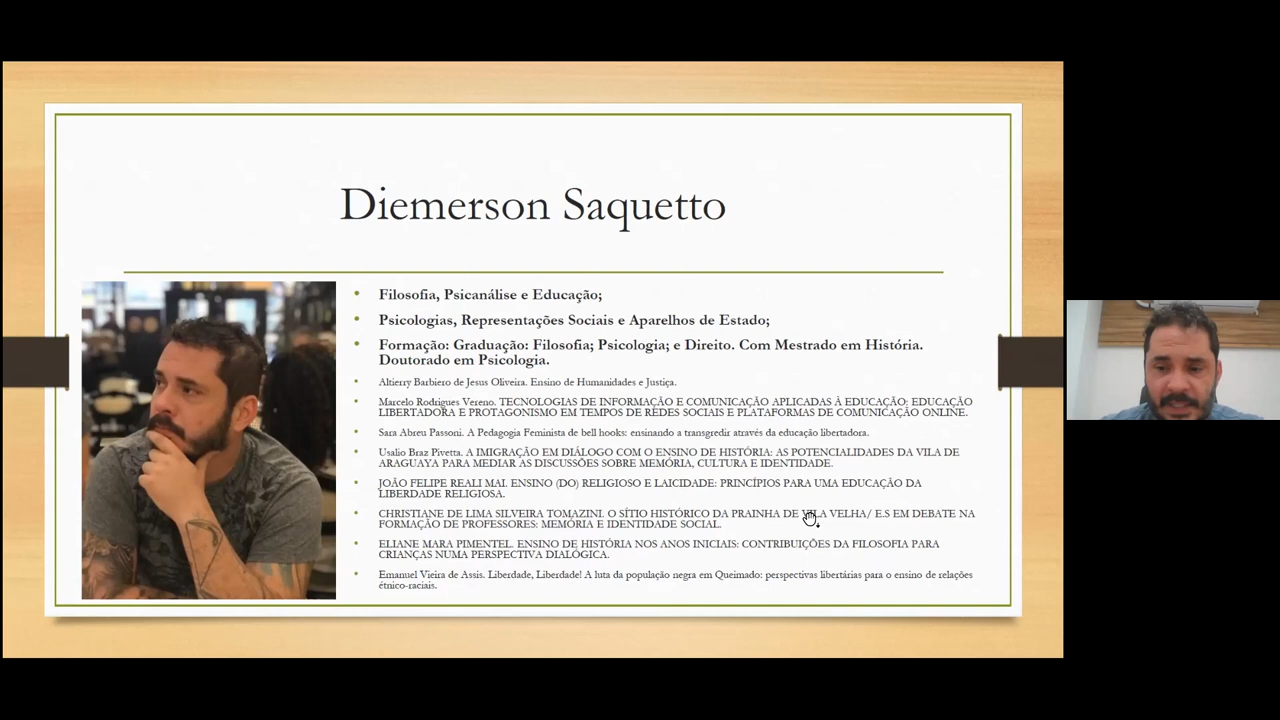 Diemerson Saquetto
• Filosofia, Psicanálise e Educação;
• Psicologias, Representações Sociais e Aparelhos de Estado;
• Formação: Graduação: Filosofia; Psicologia; e Direito. Com Mestrado em História.
Doutorado em Psicologia.
• Altierry Barbiero de Jesus Oliveira. Ensino de Humanidades e Justiça.
• Marcelo Rodrigues Vereno. TECNOLOGIAS DE INFORMAÇÃO E COMUNICAÇÃO APLICADAS À EDUCAÇÃO: EDUCAÇÃO
LIBERTADORA E PROTAGONISMO EM TEMPOS DE REDES SOCIAIS E PLATAFORMAS DE COMUNICAÇÃO ONLINE.
• Sara Abreu Passoni. A Pedagogia Feminista de bell hooks: ensinando a transgredir através da educação libertadora.
• Usalio Braz Pivetta. A IMIGRAÇÃO EM DIÁLOGO COM O ENSINO DE HISTÓRIA: AS POTENCIALIDADES DA VILA DE
ARAGUAYA PARA MEDIAR AS DISCUSSÕES SOBRE MEMÓRIA, CULTURA E IDENTIDADE.
• JOÃO FELIPE REALI MAI. ENSINO (DO) RELIGIOSO E LAICIDADE: PRINCÍPIOS PARA UMA EDUCAÇÃO DA
LIBERDADE RELIGIOSA.
• CHRISTIANE DE LIMA SILVEIRA TOMAZINI. O SÍTIO HISTÓRICO DA PRAINHA DE VILA VELHA/ E.S EM DEBATE NA
FORMAÇÃO DE PROFESSORES: MEMÓRIA E IDENTIDADE SOCIAL.
• ELIANE MARA PIMENTEL. ENSINO DE HISTÓRIA NOS ANOS INICIAIS: CONTRIBUIÇÕES DA FILOSOFIA PARA
CRIANÇAS NUMA PERSPECTIVA DIALÓGICA.
• Emanuel Vieira de Assis. Liberdade, Liberdade! A luta da população negra em Queimado: perspectivas libertárias para o ensino de relações
étnico-raciais.